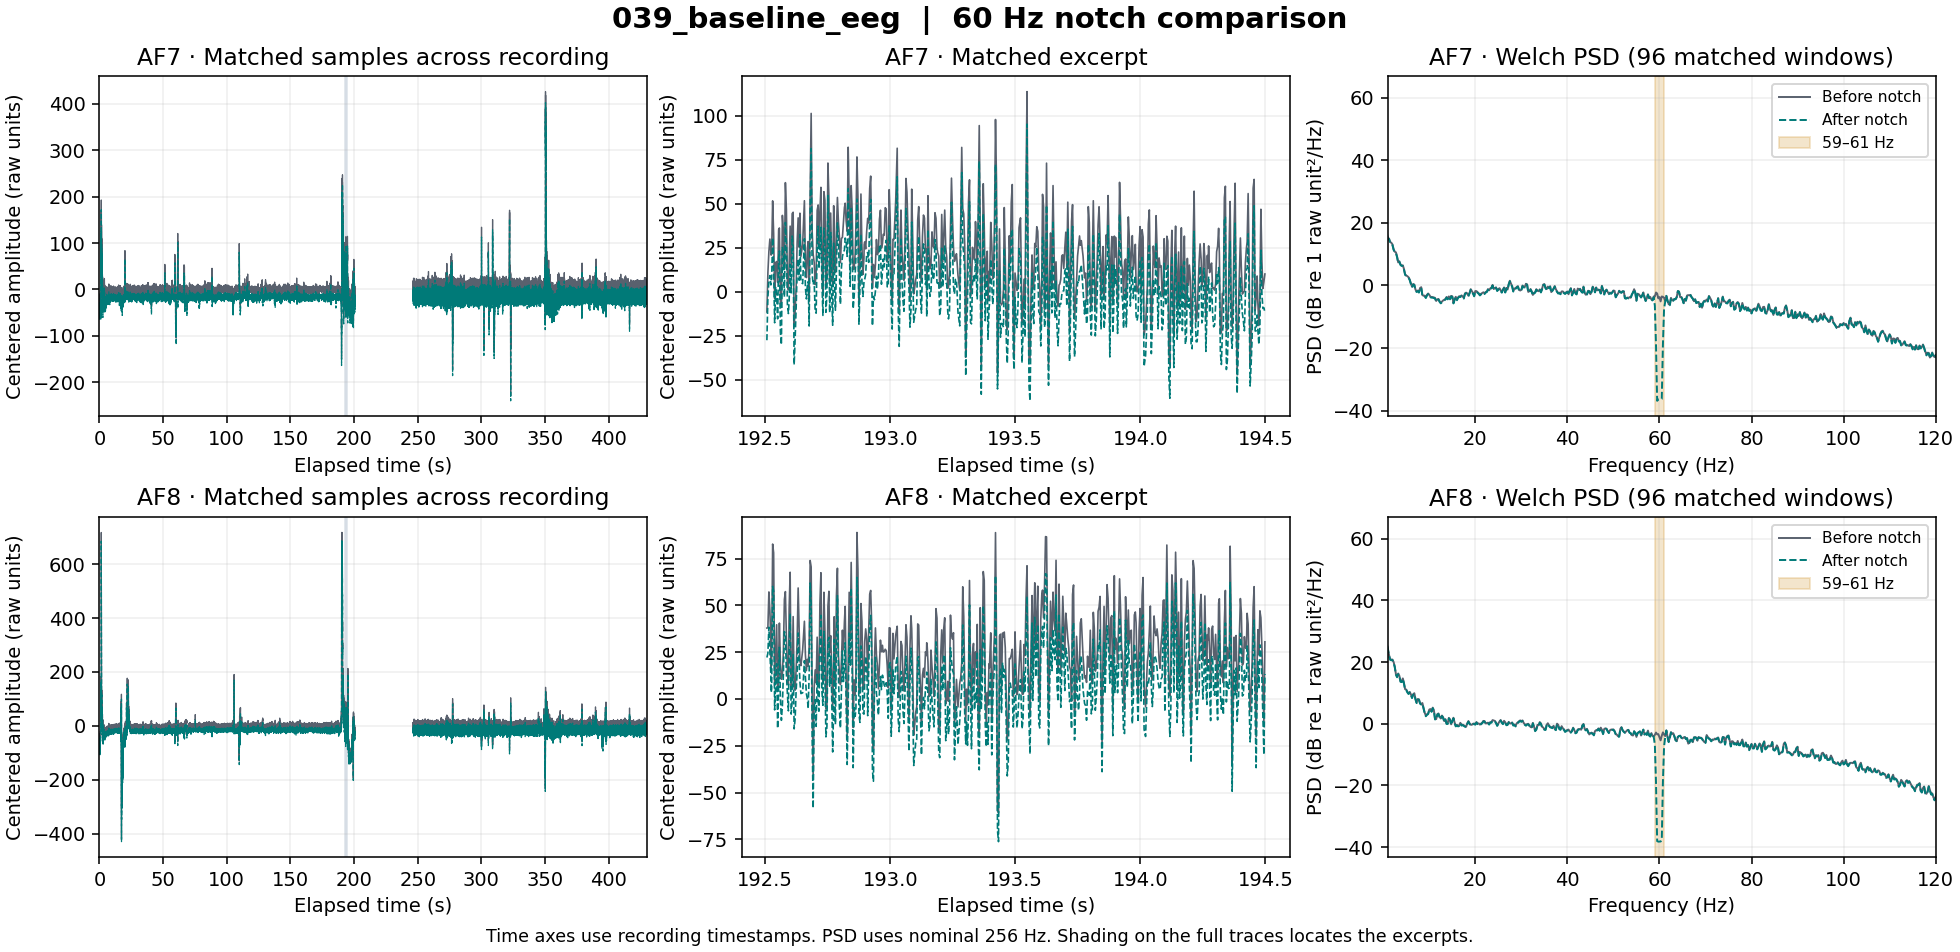 039_baseline_eeg | 60 Hz notch comparison
AF7 · Matched samples across recording
Centered amplitude (raw units)
400
300
200
100
0
−100
−200
0 50 100 150 200 250 300 350 400
Elapsed time (s)
AF7 · Matched excerpt
Centered amplitude (raw units)
100
75
50
25
0
−25
−50
192.5 193.0 193.5 194.0 194.5
Elapsed time (s)
AF7 · Welch PSD (96 matched windows)
PSD (dB re 1 raw unit²/Hz)
60
40
20
0
−20
−40
20 40 60 80 100 120
Frequency (Hz)
Before notch
After notch
59–61 Hz
AF8 · Matched samples across recording
Centered amplitude (raw units)
600
400
200
0
−200
−400
0 50 100 150 200 250 300 350 400
Elapsed time (s)
AF8 · Matched excerpt
Centered amplitude (raw units)
75
50
25
0
−25
−50
−75
192.5 193.0 193.5 194.0 194.5
Elapsed time (s)
AF8 · Welch PSD (96 matched windows)
PSD (dB re 1 raw unit²/Hz)
60
40
20
0
−20
−40
20 40 60 80 100 120
Frequency (Hz)
Before notch
After notch
59–61 Hz
Time axes use recording timestamps. PSD uses nominal 256 Hz. Shading on the full traces locates the excerpts.